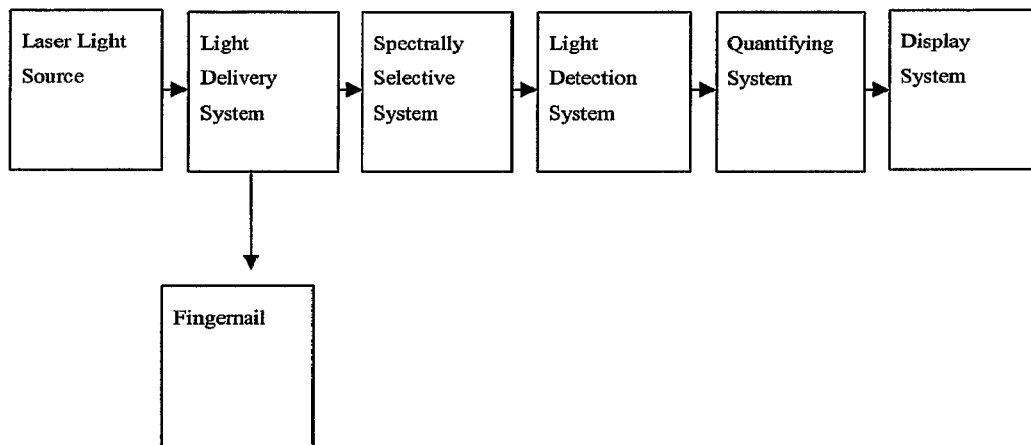 Laser Light
Source
Light
Delivery
System
Spectrally
Selective
System
Light
Detection
System
Quantifying
System
Display
System
Fingernail